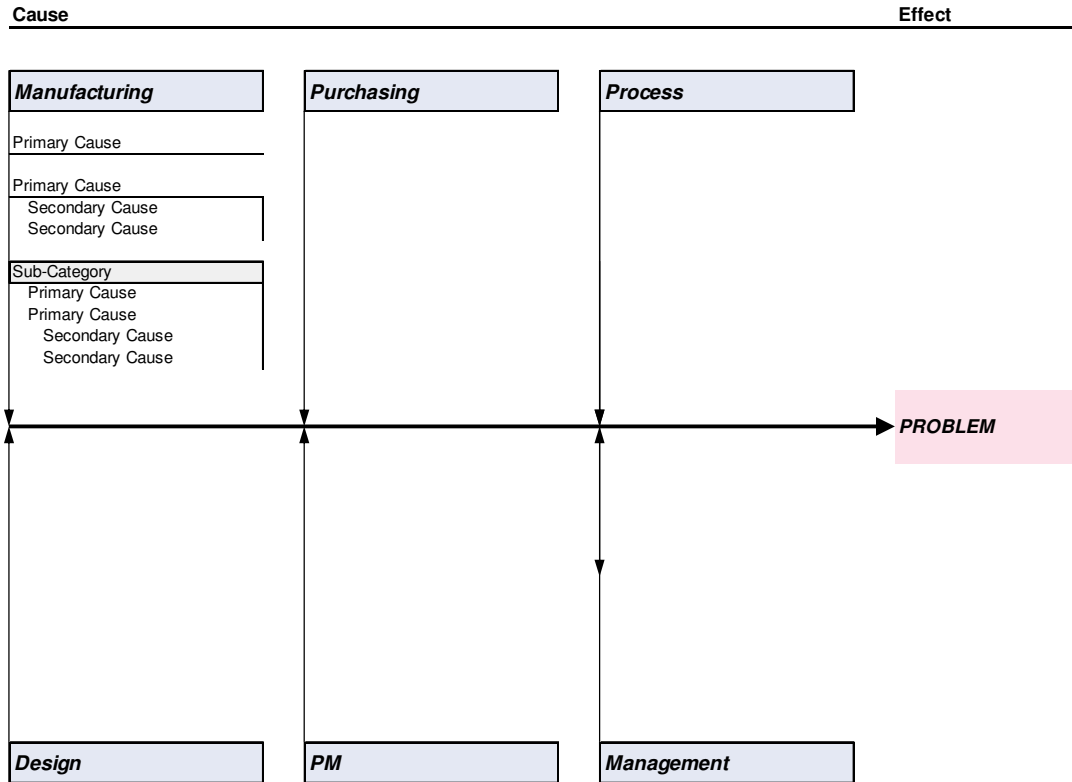 Cause Effect
Manufacturing Purchasing Process
Primary Cause
Primary Cause
Secondary Cause
Secondary Cause
Sub-Category
Primary Cause
Primary Cause
Secondary Cause
Secondary Cause
PROBLEM
Design PM Management